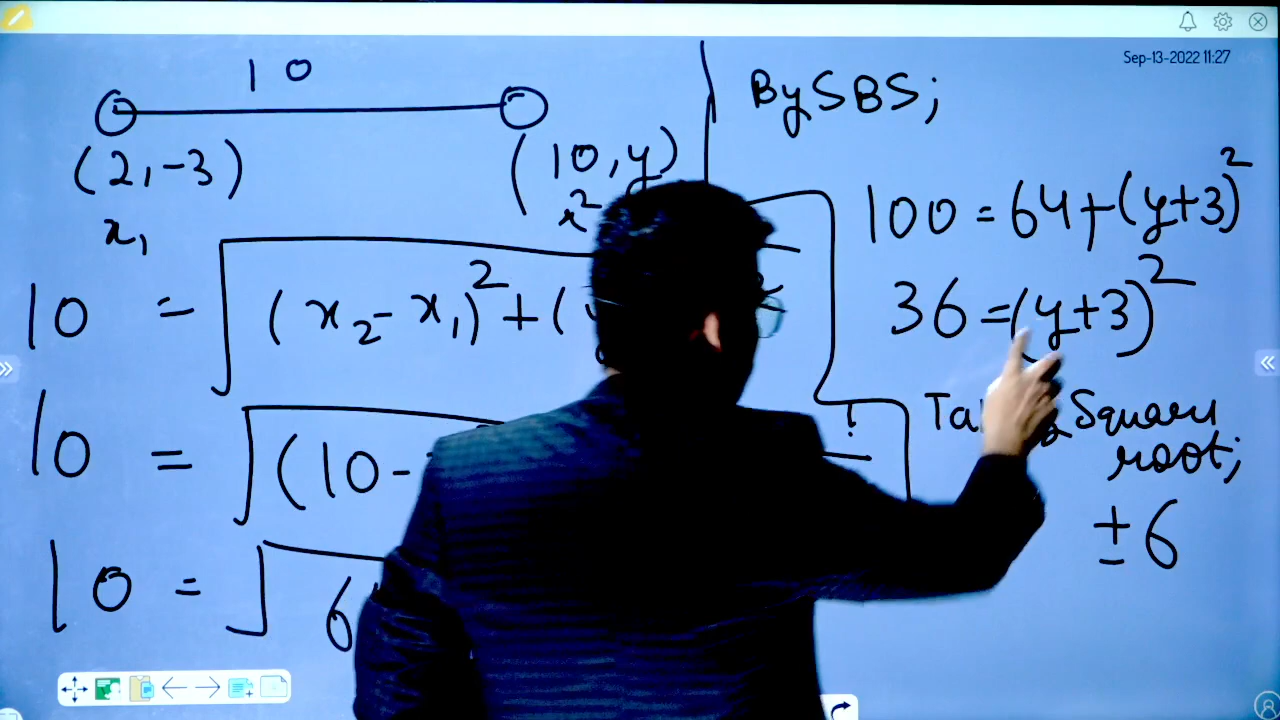 Sep-13-2022 11:27
10
(2,-3)
x₁
(10,y)
x²
10 = √(x₂-x₁)²+(y
10 = √(10-
10 = √6
By SBS;
100 = 64+(y+3)²
36 = (y+3)²
Square
root;
±6